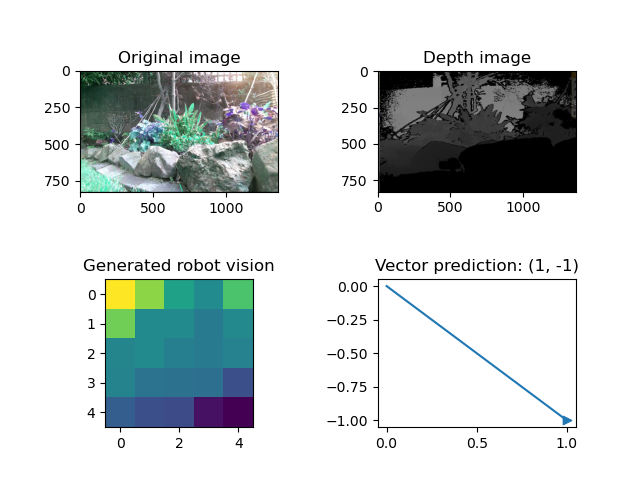 Original image
0
250
500
750
0 500 1000
Depth image
0
250
500
750
0 500 1000
Generated robot vision
0
1
2
3
4
0 2 4
Vector prediction: (1, -1)
0.00
−0.25
−0.50
−0.75
−1.00
0.0 0.5 1.0